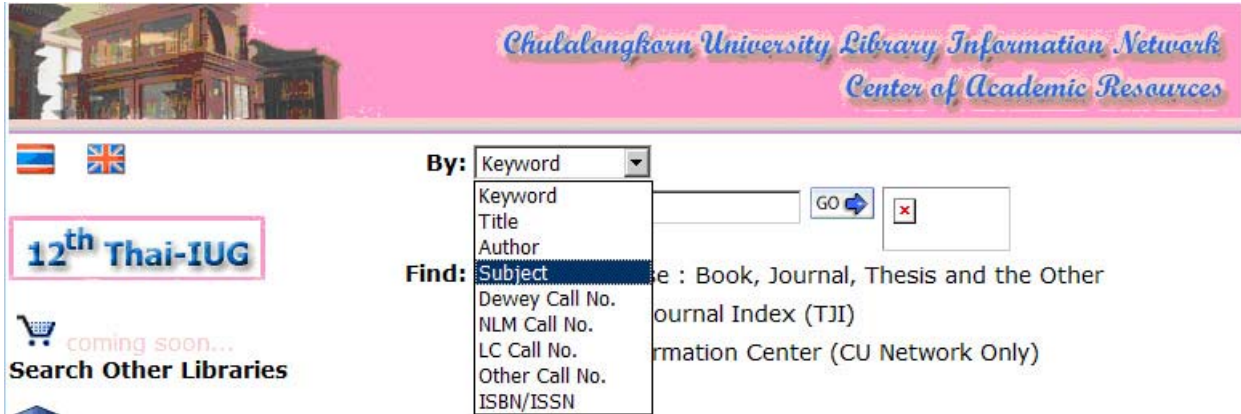 Chulalongkorn University Library Information Network
Center of Academic Resources
By: Keyword
Keyword
Title
Author
Subject
Dewey Call No.
NLM Call No.
LC Call No.
Other Call No.
ISBN/ISSN
GO
Find:
: Book, Journal, Thesis and the Other
ournal Index (TJI)
rmation Center (CU Network Only)
12th Thai-IUG
coming soon...
Search Other Libraries